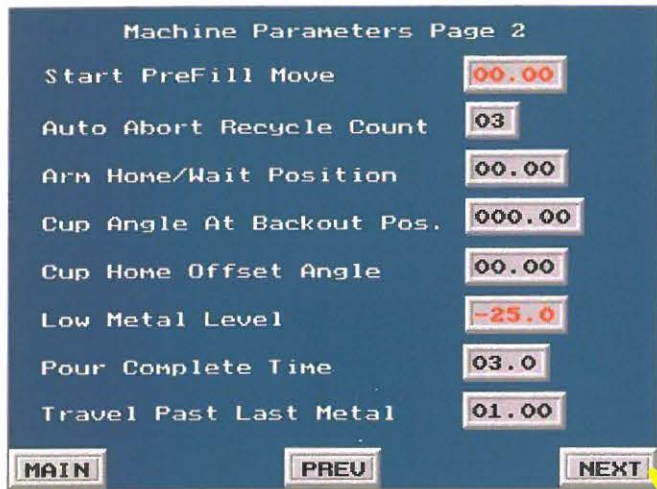 Machine Parameters Page 2
Start PreFill Move 00.00
Auto Abort Recycle Count 03
Arm Home/Wait Position 00.00
Cup Angle At Backout Pos. 000.00
Cup Home Offset Angle 00.00
Low Metal Level -25.0
Pour Complete Time 03.0
Travel Past Last Metal 01.00
MAIN PREV NEXT